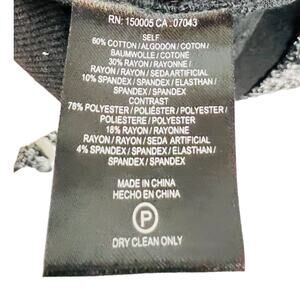 RN: 150005 CA: 07043
SELF
60% COTTON / ALGODÓN / COTON /
BAUMWOLLE / COTONE
30% RAYON / RAYONNE /
RAYON / RAYON / SEDA ARTIFICIAL
10% SPANDEX / SPANDEX / ELASTHAN /
SPANDEX / SPANDEX
CONTRAST
78% POLYESTER / POLIÉSTER / POLYESTER /
POLIESTERE / POLYESTER
18% RAYON / RAYONNE
RAYON / RAYON / SEDA ARTIFICIAL
4% SPANDEX / SPANDEX / ELASTHAN /
SPANDEX / SPANDEX
MADE IN CHINA
HECHO EN CHINA
P
DRY CLEAN ONLY